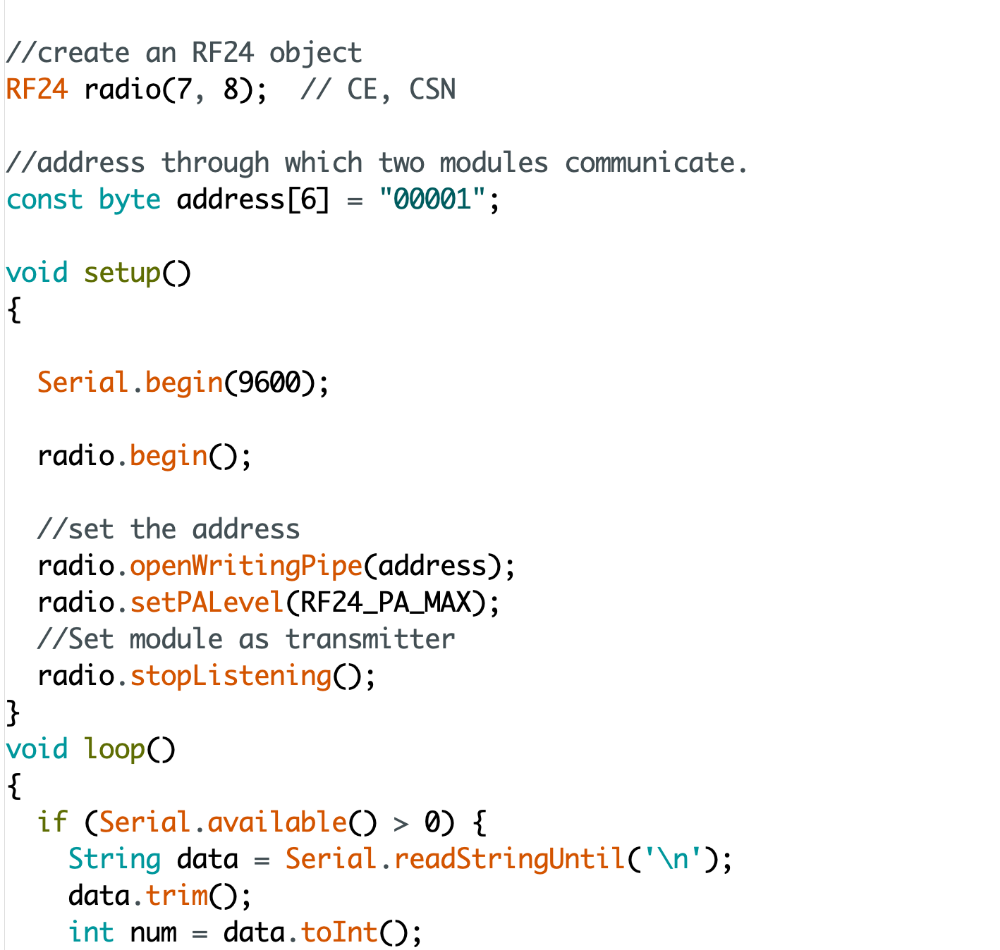 //create an RF24 object
RF24 radio(7, 8);  // CE, CSN
//address through which two modules communicate.
const byte address[6] = "00001";
void setup()
{
  Serial.begin(9600);
  radio.begin();
  //set the address
  radio.openWritingPipe(address);
  radio.setPALevel(RF24_PA_MAX);
  //Set module as transmitter
  radio.stopListening();
}
void loop()
{
  if (Serial.available() > 0) {
    String data = Serial.readStringUntil('\n');
    data.trim();
    int num = data.toInt();